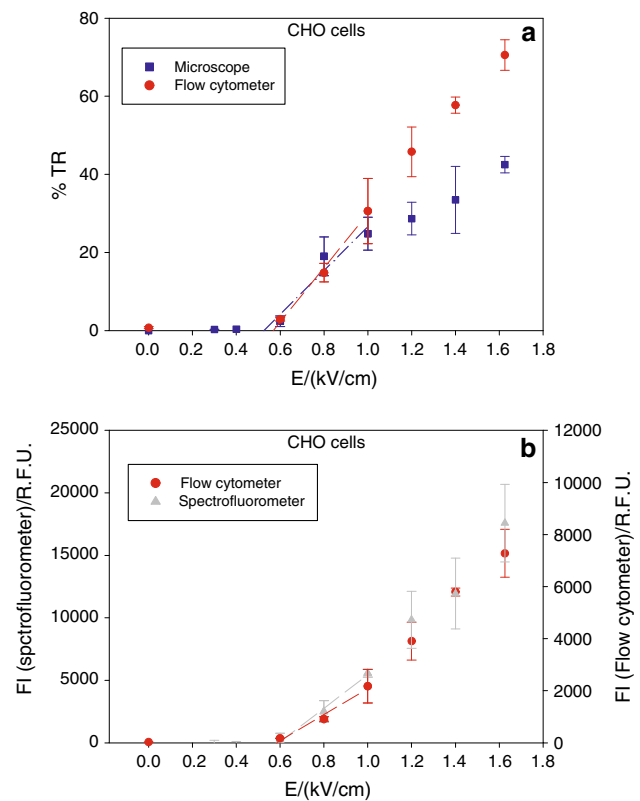 CHO cells
a
Microscope
Flow cytometer
80
60
40
20
0
% TR
0.0 0.2 0.4 0.6 0.8 1.0 1.2 1.4 1.6 1.8
E/(kV/cm)
CHO cells
b
Flow cytometer
Spectrofluorometer
25000
20000
15000
10000
5000
0
FI (spctrofluorometer)/R.F.U.
12000
10000
8000
6000
4000
2000
0
FI (Flow cytometer)/R.F.U.
0.0 0.2 0.4 0.6 0.8 1.0 1.2 1.4 1.6 1.8
E/(kV/cm)